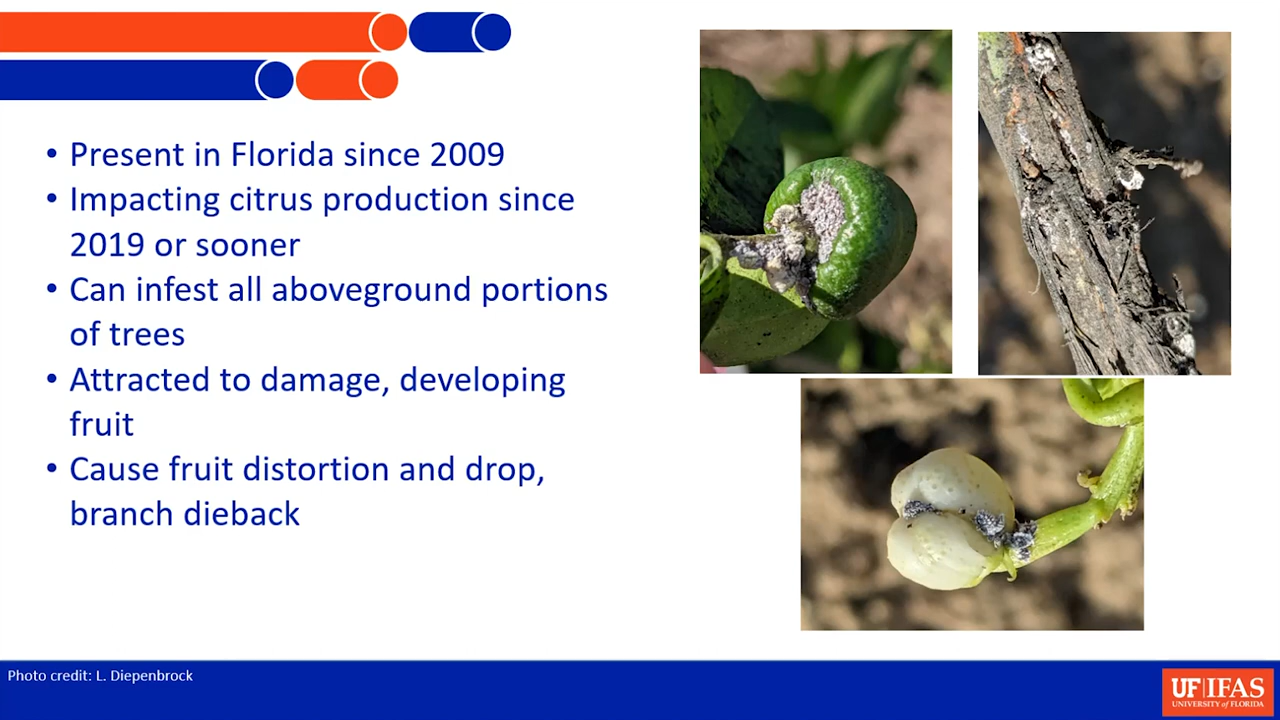 • Present in Florida since 2009
• Impacting citrus production since
2019 or sooner
• Can infest all aboveground portions
of trees
• Attracted to damage, developing
fruit
• Cause fruit distortion and drop,
branch dieback
Photo credit: L. Diepenbrock
UF|IFAS
UNIVERSITY of FLORIDA